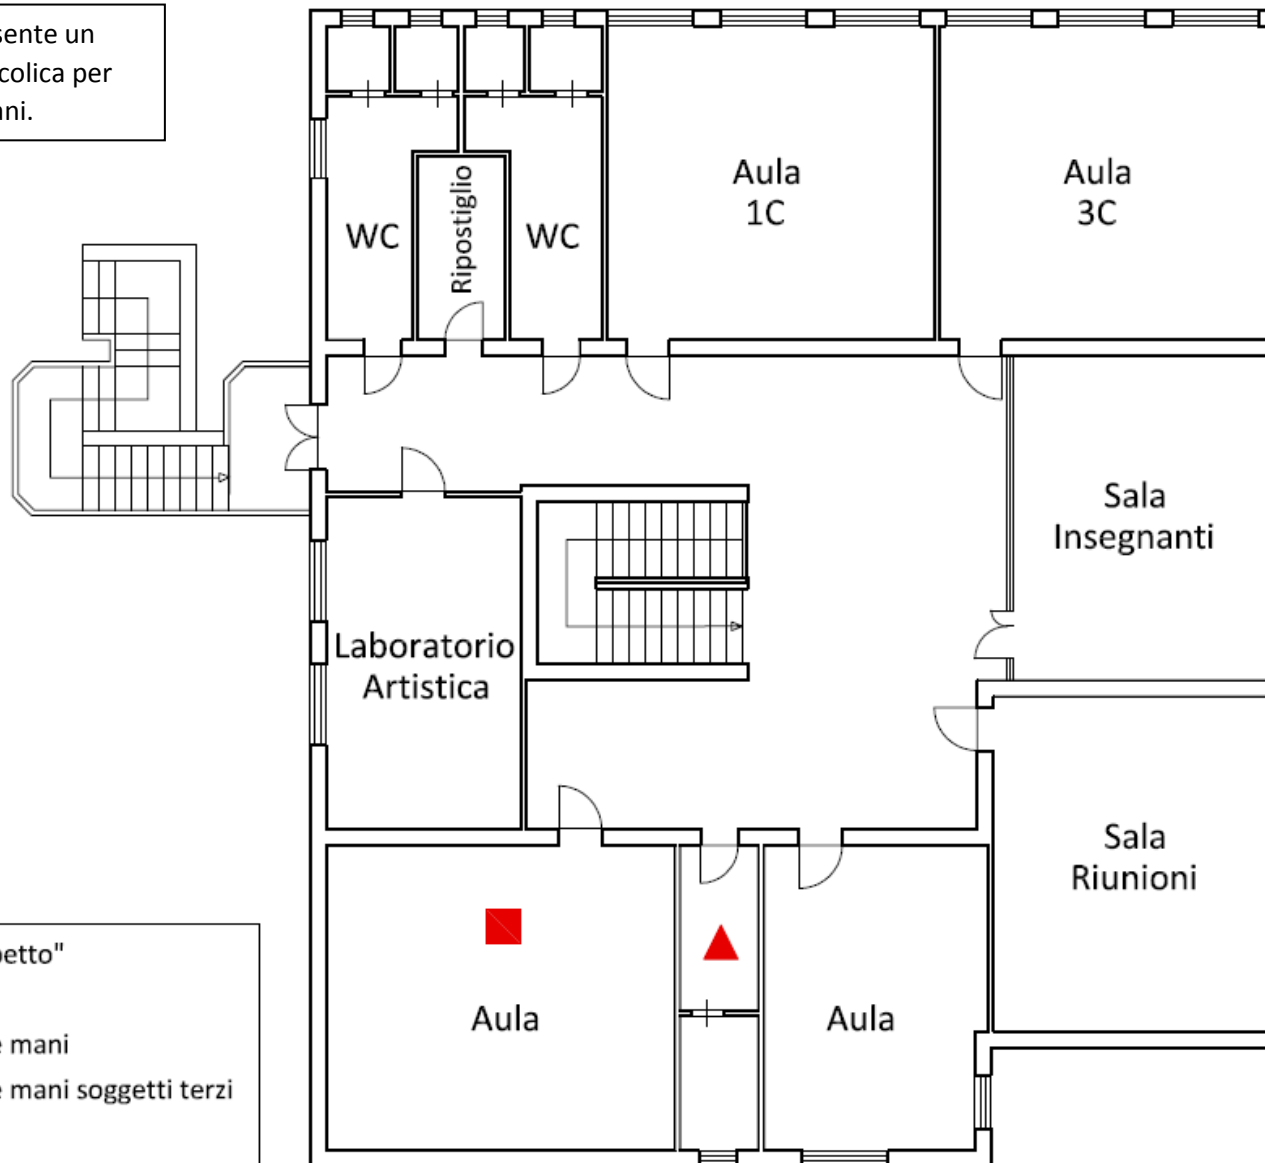 sente un
colica per
ni.
Aula
1C
Aula
3C
WC
Ripostiglio
WC
Sala
Insegnanti
Laboratorio
Artistica
Sala
Riunioni
Aula
Aula
etto"
e mani
e mani soggetti terzi